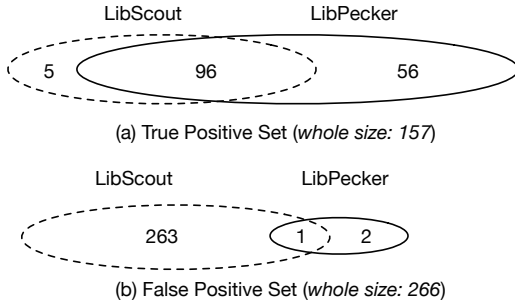 LibScout LibPecker
5 96 56
(a) True Positive Set (whole size: 157)
LibScout LibPecker
263 1 2
(b) False Positive Set (whole size: 266)